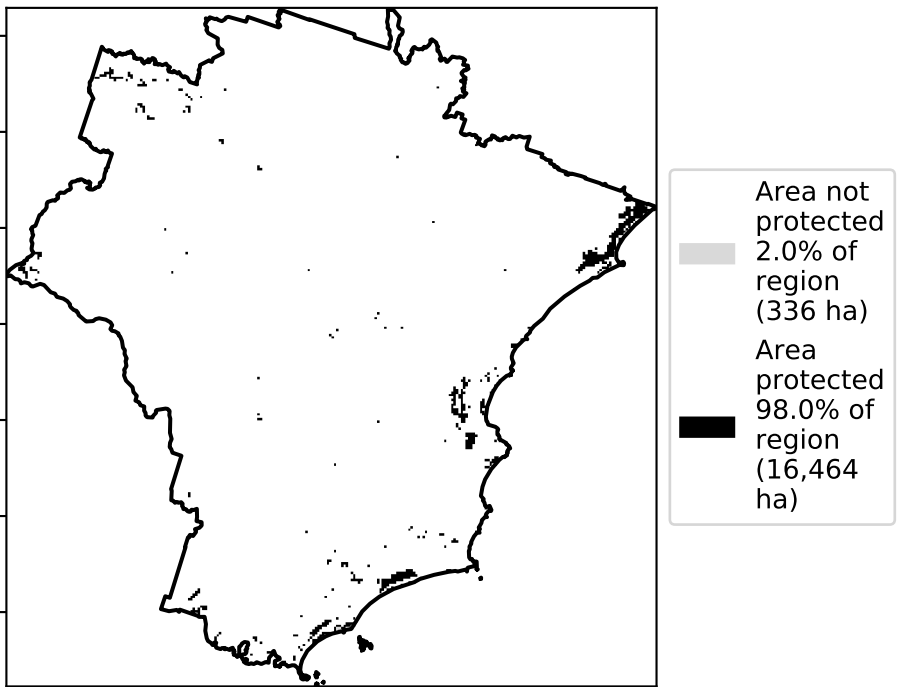 Area not
protected
2.0% of
region
(336 ha)
Area
protected
98.0% of
region
(16,464
ha)